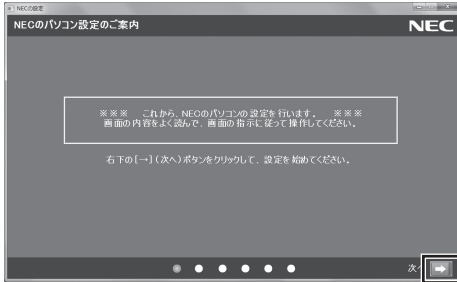 NECの設定
NECのパソコン設定のご案内
NEC
※※※ これから、NECのパソコンの設定を行います。 ※※※
画面の内容をよく読んで、画面の指示に従って操作してください。
右下の[→](次へ)ボタンをクリックして、設定を始めてください。
次へ